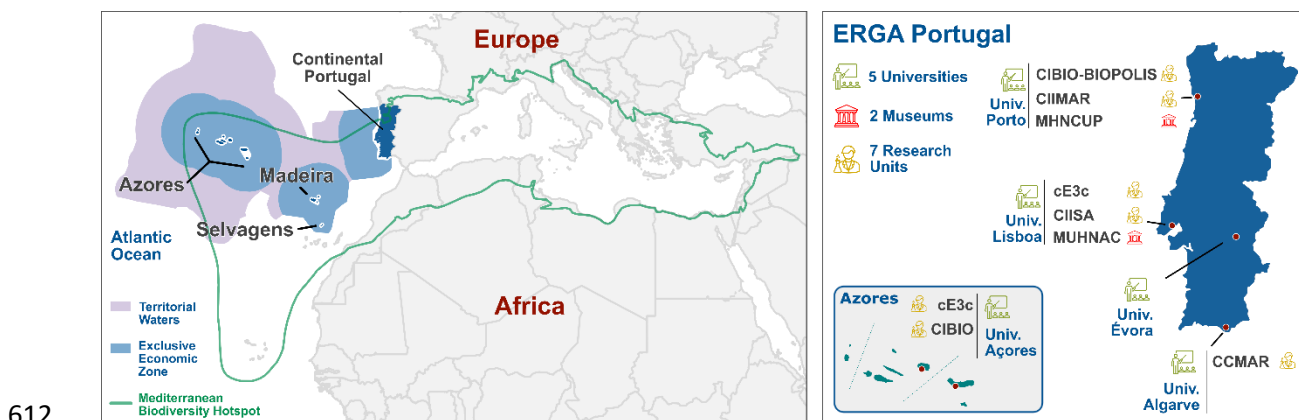 612
Europe
Continental
Portugal
Azores
Madeira
Selvagens
Atlantic
Ocean
Africa
Territorial
Waters
Exclusive
Economic
Zone
Mediterranean
Biodiversity Hotspot
ERGA Portugal
5 Universities
2 Museums
7 Research
Units
Univ.
Porto
CIBIO-BIOPOLIS
CIIMAR
MHNCUP
Univ.
Lisboa
cE3c
CIISA
MUHNAC
Univ.
Évora
Univ.
Algarve
CCMAR
Azores
cE3c
CIBIO
Univ.
Açores